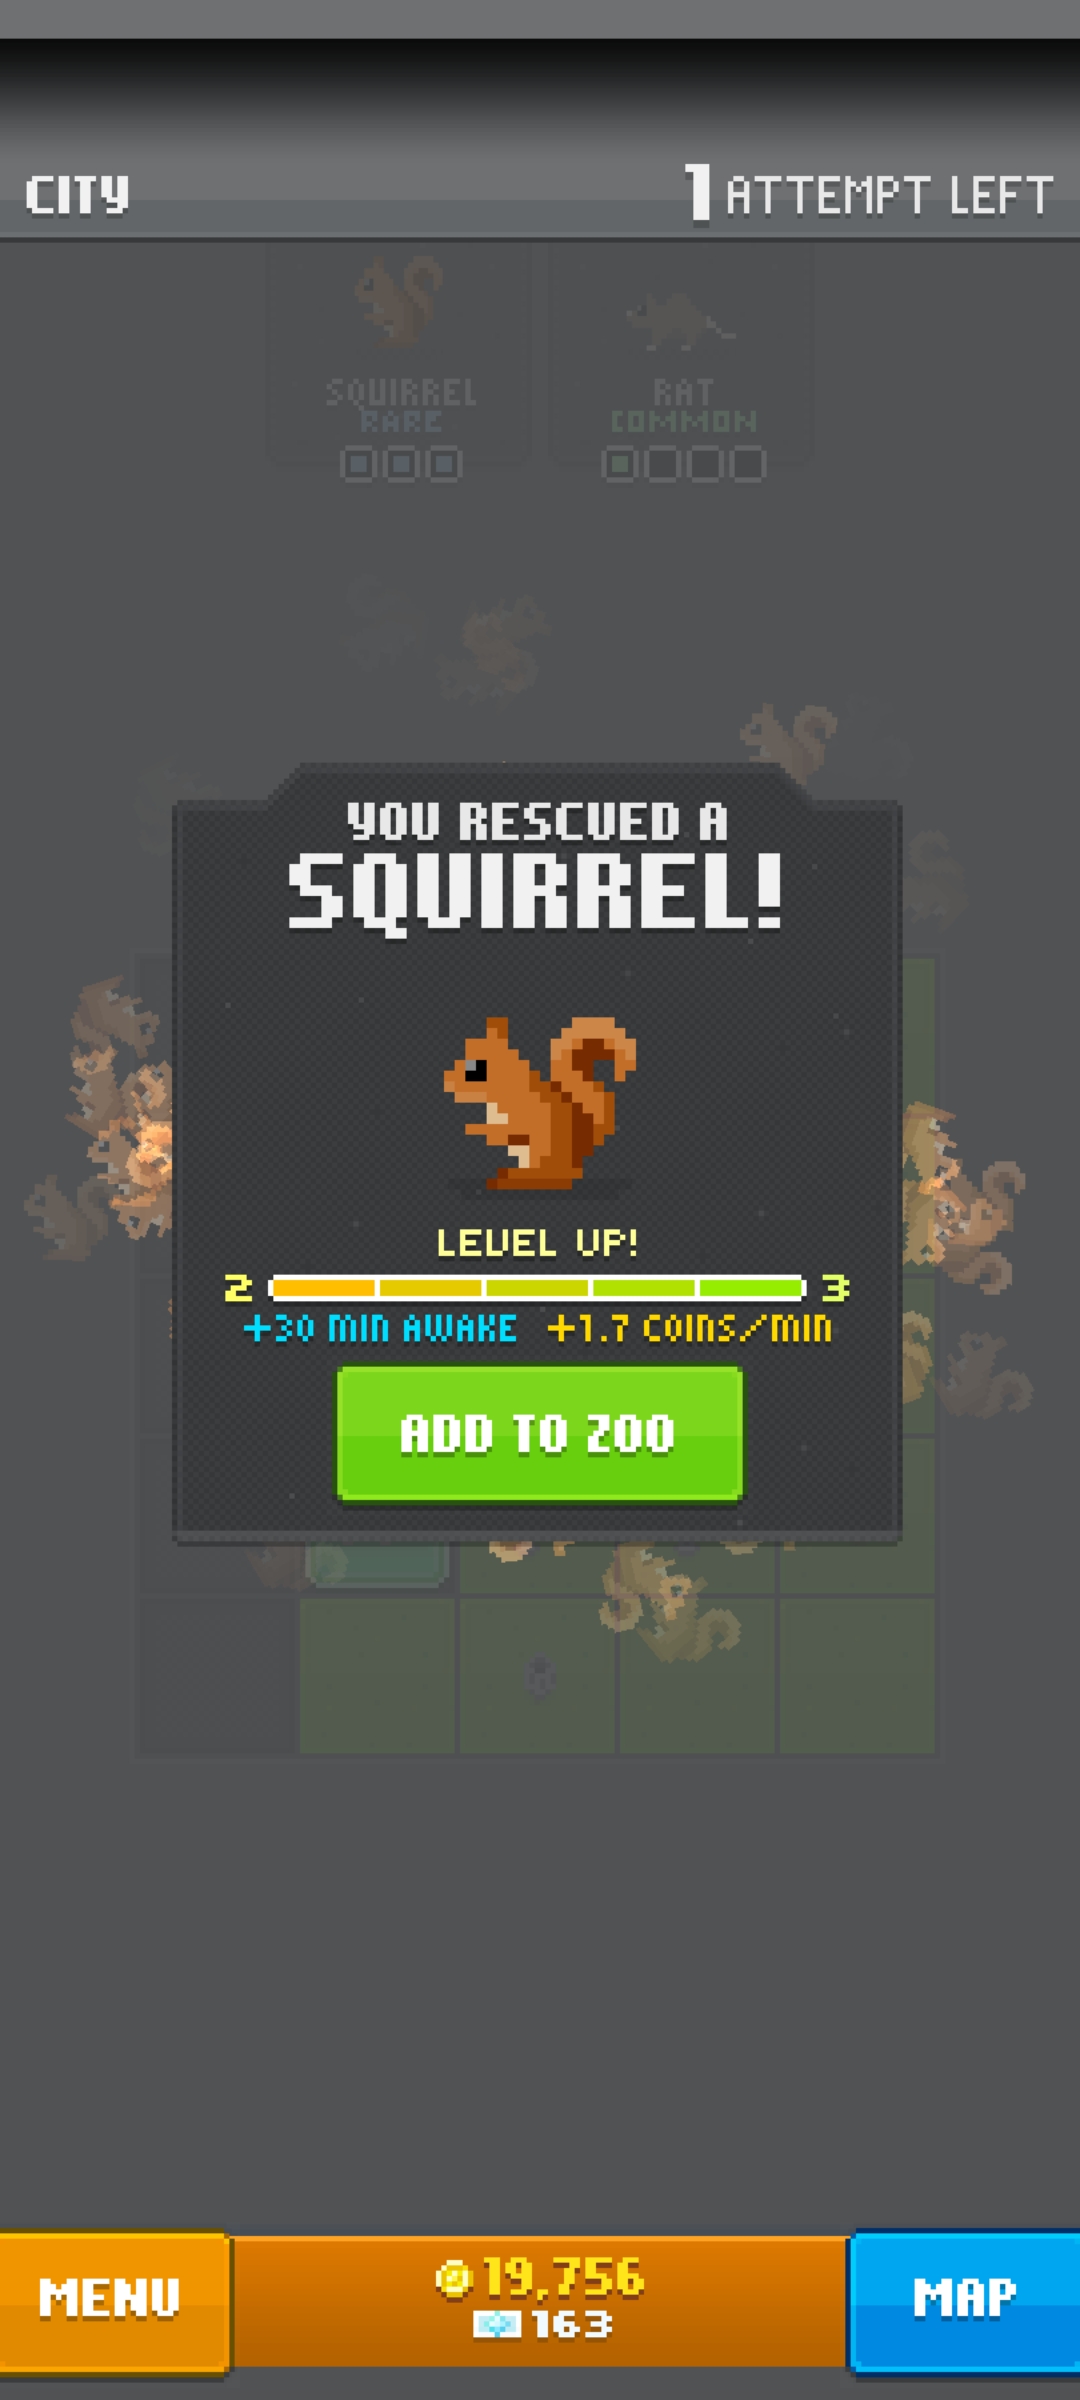 CITY
1 ATTEMPT LEFT
SQUIRREL
RARE
RAT
COMMON
YOU RESCUED A
SQUIRREL!
LEVEL UP!
2 3
+30 MIN AWAKE +1.7 COINS/MIN
ADD TO ZOO
MENU
19,756
163
MAP